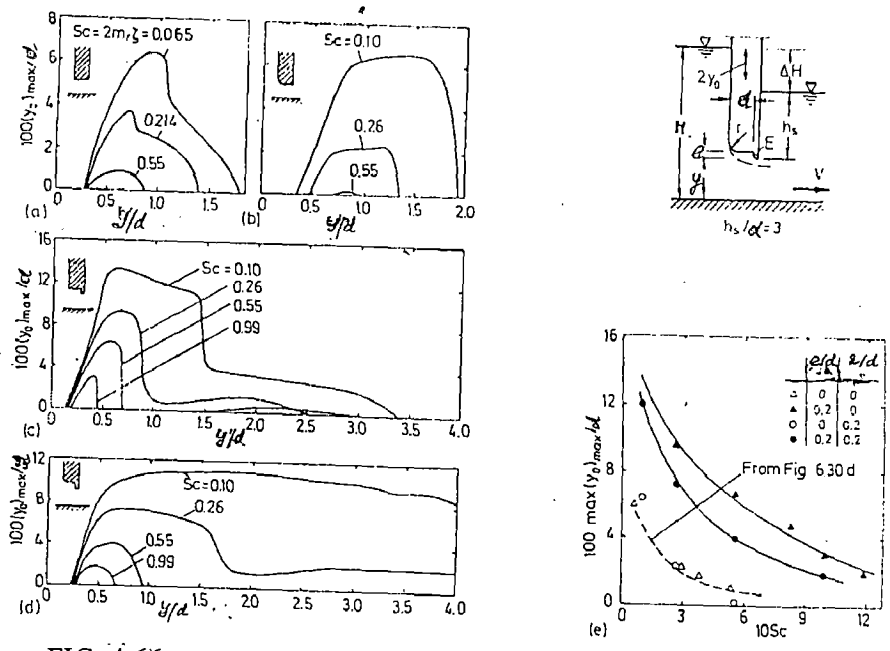 8
6
4
2
0
100(y₀)max/d
Sc=2mᵣζ=0.065
0.214
0.55
0 0.5 1.0 1.5
(a)
y/d
Sc=0.10
0.26
0.55
0 0.5 1.0 1.5 2.0
(b)
y/d
16
12
8
4
0
100(y₀)max/d
Sc=0.10
0.26
0.55
0.99
0 0.5 1.0 1.5 2.0 2.5 3.0 4.0
(c)
y/d
12
8
4
0
100(y₀)max/d
Sc=0.10
0.26
0.55
0.99
0 0.5 1.0 1.5 2.0 2.5 3.0 4.0
(d)
y/d
2y₀
ΔH
d
H
hₛ
r
E
e
y
V
hₛ/d=3
16
12
8
4
0
100 max(y₀)max/d
e/d r/d
△ 0 0
▲ 0.2 0
○ 0 0.2
● 0.2 0.2
From Fig 6.30d
0 3 6 9 12
(e)
10Sc
FIG.